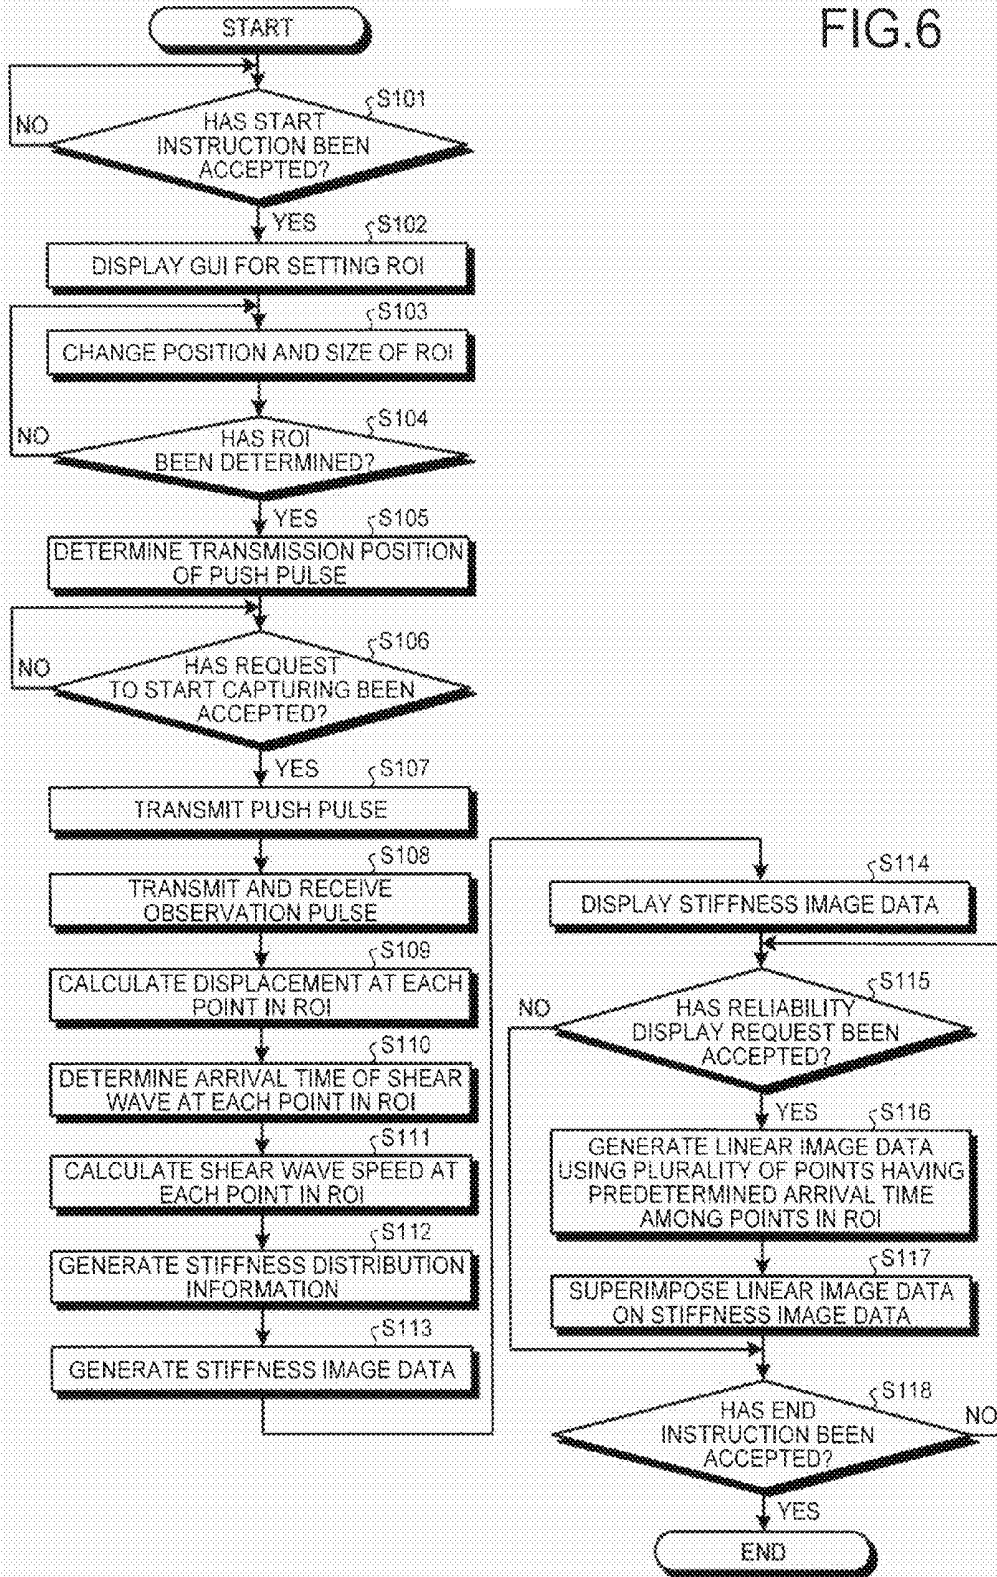 FIG.6
START
S101
HAS START
INSTRUCTION BEEN
ACCEPTED?
NO
YES
S102
DISPLAY GUI FOR SETTING ROI
S103
CHANGE POSITION AND SIZE OF ROI
S104
HAS ROI
BEEN DETERMINED?
NO
YES
S105
DETERMINE TRANSMISSION POSITION
OF PUSH PULSE
S106
HAS REQUEST
TO START CAPTURING BEEN
ACCEPTED?
NO
YES
S107
TRANSMIT PUSH PULSE
S108
TRANSMIT AND RECEIVE
OBSERVATION PULSE
S109
CALCULATE DISPLACEMENT AT EACH
POINT IN ROI
S110
DETERMINE ARRIVAL TIME OF SHEAR
WAVE AT EACH POINT IN ROI
S111
CALCULATE SHEAR WAVE SPEED AT
EACH POINT IN ROI
S112
GENERATE STIFFNESS DISTRIBUTION
INFORMATION
S113
GENERATE STIFFNESS IMAGE DATA
S114
DISPLAY STIFFNESS IMAGE DATA
S115
HAS RELIABILITY
DISPLAY REQUEST BEEN
ACCEPTED?
NO
YES
S116
GENERATE LINEAR IMAGE DATA
USING PLURALITY OF POINTS HAVING
PREDETERMINED ARRIVAL TIME
AMONG POINTS IN ROI
S117
SUPERIMPOSE LINEAR IMAGE DATA
ON STIFFNESS IMAGE DATA
S118
HAS END
INSTRUCTION BEEN
ACCEPTED?
NO
YES
END